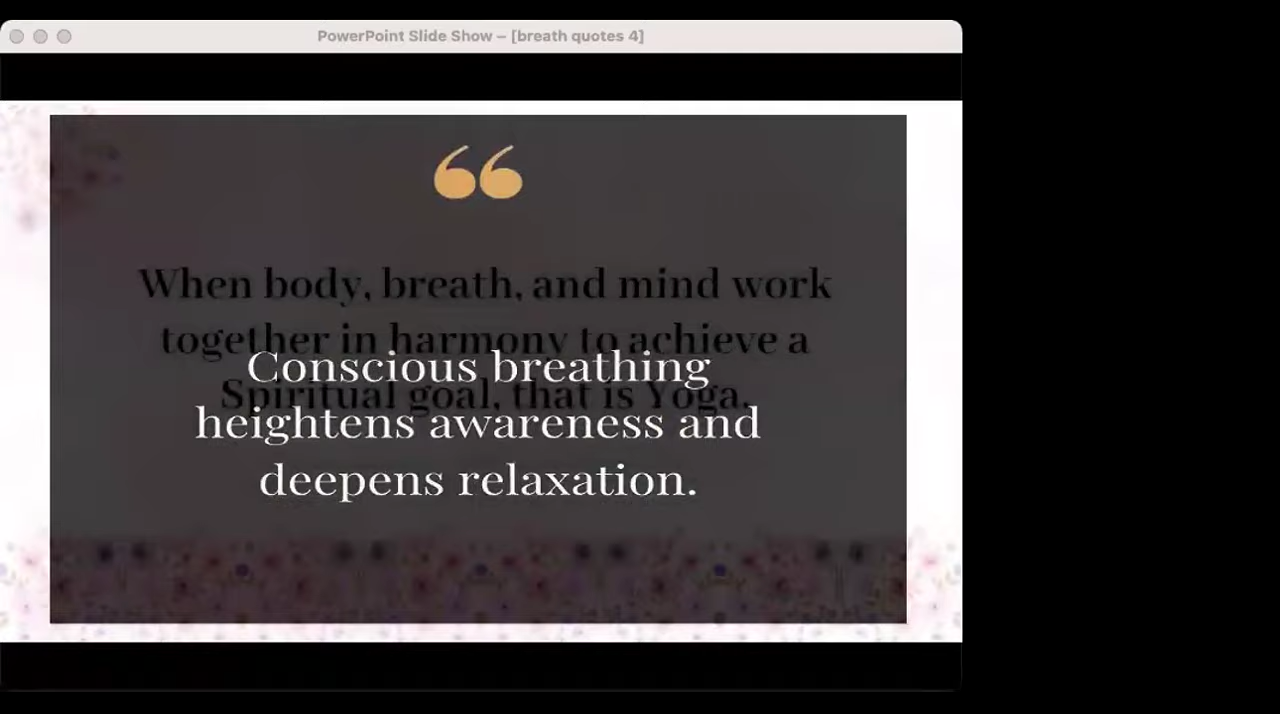 PowerPoint Slide Show – [breath quotes 4]
“
When body, breath, and mind work
together in harmony to achieve a
Spiritual goal, that is Yoga.
Conscious breathing
heightens awareness and
deepens relaxation.